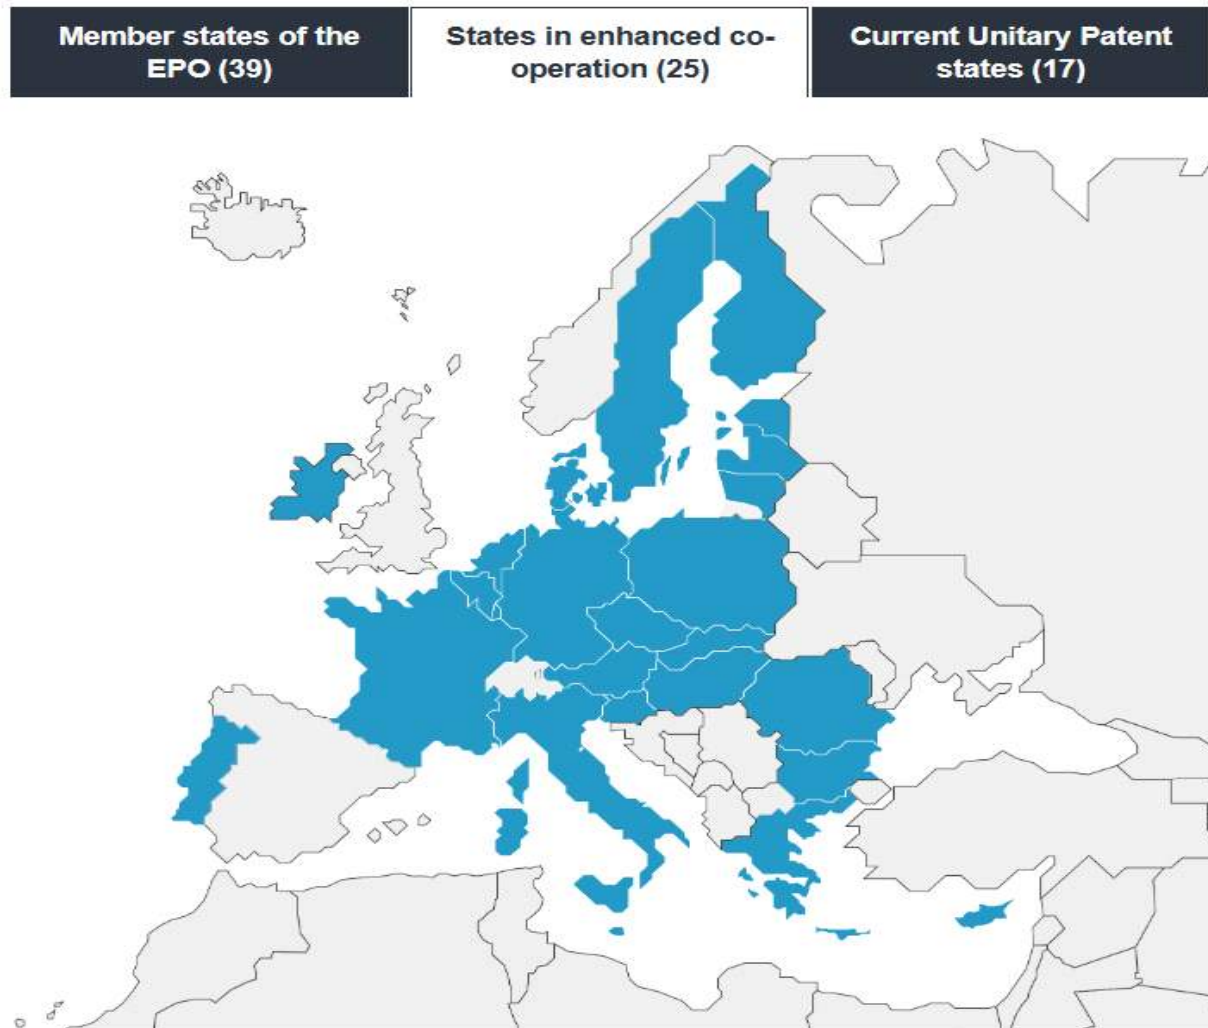 Member states of the
EPO (39)
States in enhanced co-
operation (25)
Current Unitary Patent
states (17)